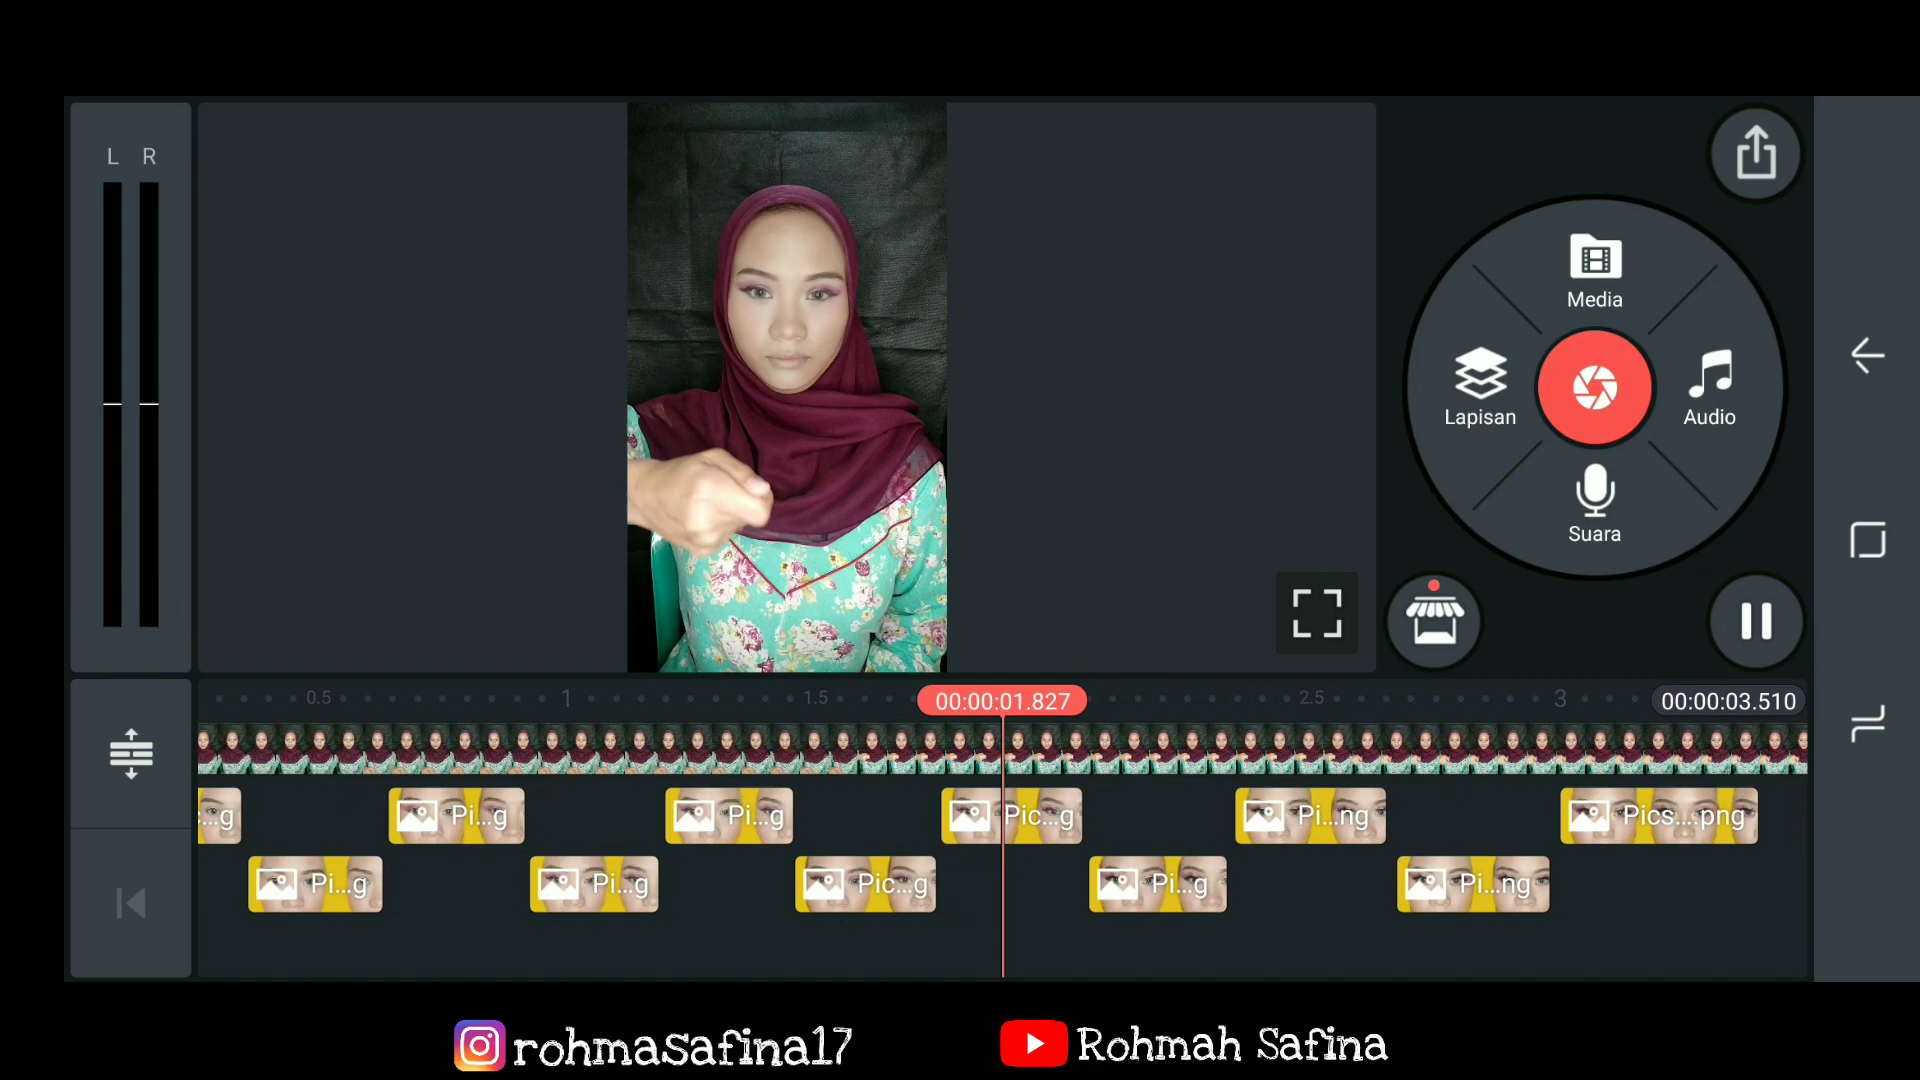 L R
Media
Lapisan
Audio
Suara
0.5 1 1.5 00:00:01.827 2.5 3 00:00:03.510
...g Pi...g Pi...g Pic...g Pi...ng Pics....png
Pi...g Pi...g Pic...g Pi...g Pi...ng
rohmasafina17 Rohmah Safina